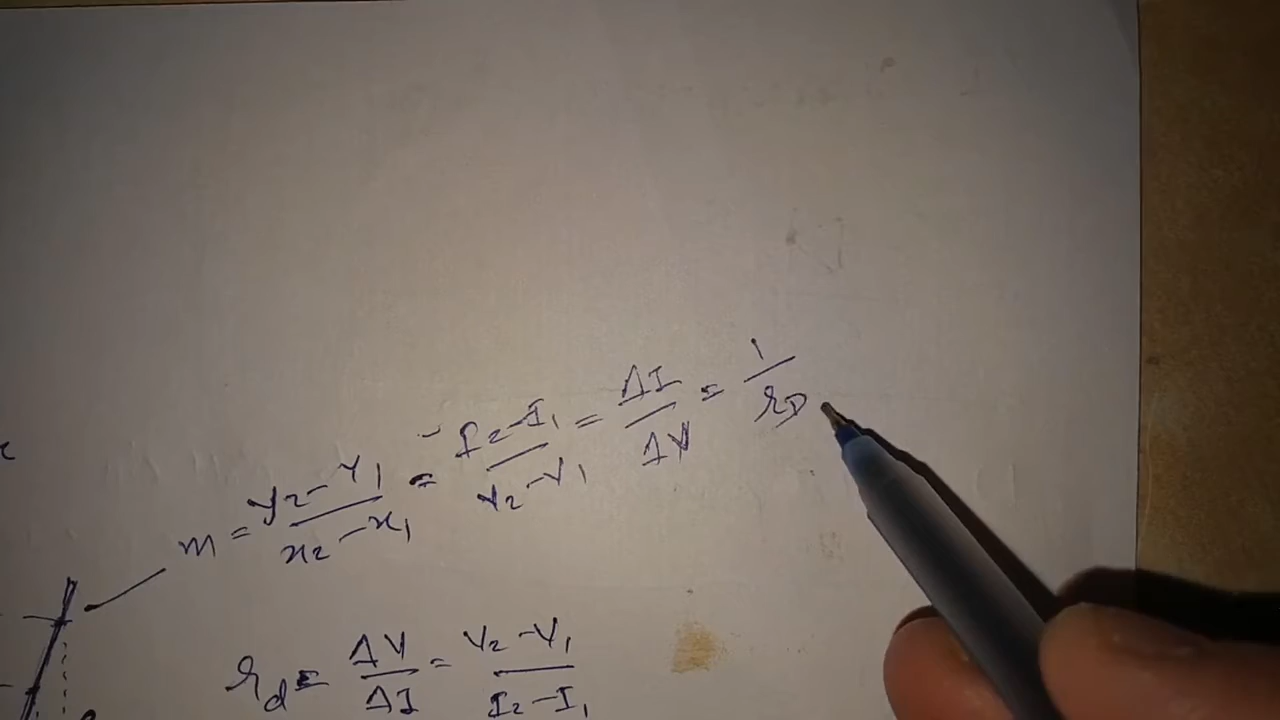 m = y2-y1/x2-x1 = I2-I1/V2-V1 = ΔI/ΔV = 1/rD
rd = ΔV/ΔI = V2-V1/I2-I1